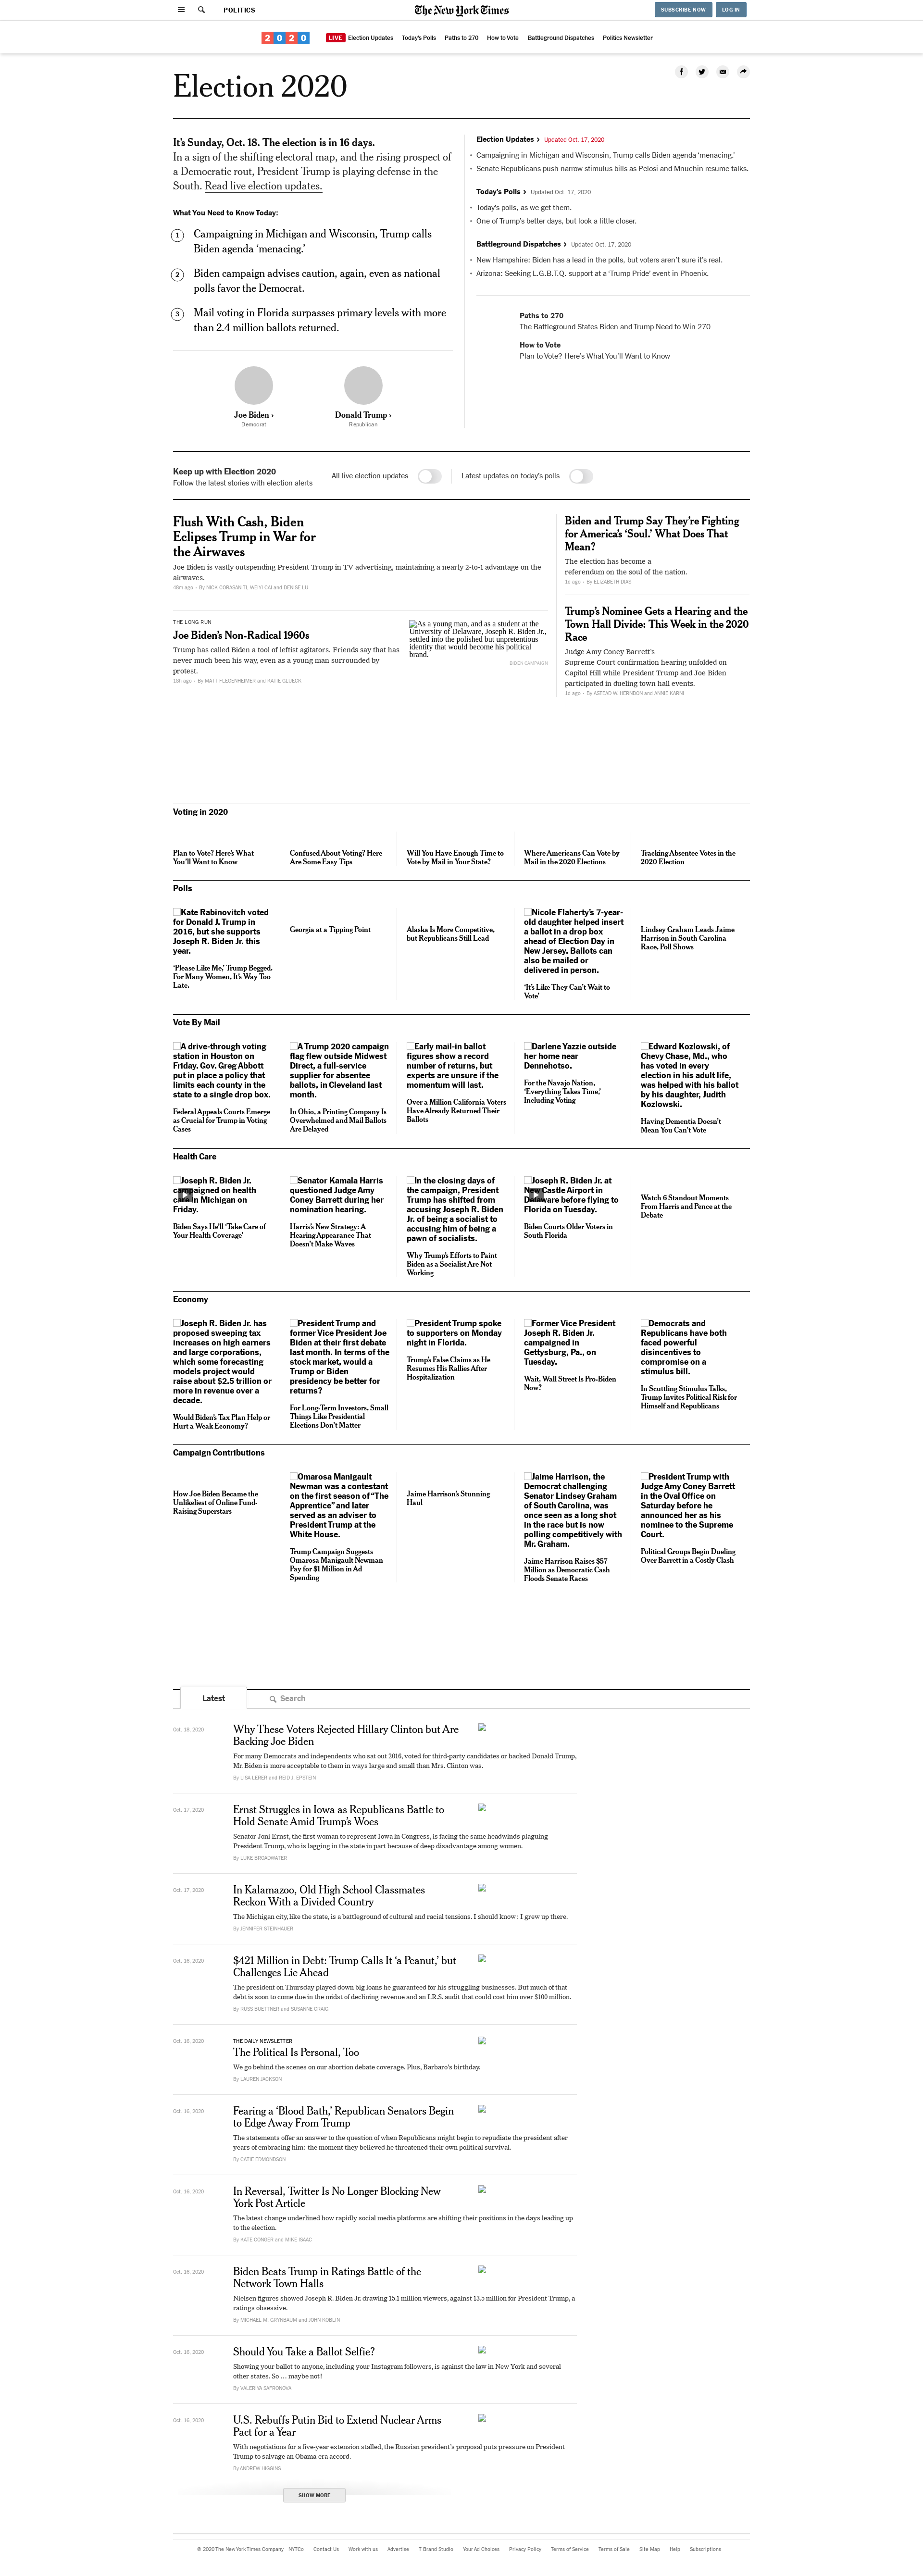 POLITICS
The New York Times
SUBSCRIBE NOW
LOG IN
2020
LIVE Election Updates
Today's Polls
Paths to 270
How to Vote
Battleground Dispatches
Politics Newsletter
Election 2020
It's Sunday, Oct. 18. The election is in 16 days.
In a sign of the shifting electoral map, and the rising prospect of
a Democratic rout, President Trump is playing defense in the
South. Read live election updates.
What You Need to Know Today:
1 Campaigning in Michigan and Wisconsin, Trump calls
Biden agenda 'menacing.'
2 Biden campaign advises caution, again, even as national
polls favor the Democrat.
3 Mail voting in Florida surpasses primary levels with more
than 2.4 million ballots returned.
Joe Biden ›
Democrat
Donald Trump ›
Republican
Election Updates › Updated Oct. 17, 2020
• Campaigning in Michigan and Wisconsin, Trump calls Biden agenda 'menacing.'
• Senate Republicans push narrow stimulus bills as Pelosi and Mnuchin resume talks.
Today's Polls › Updated Oct. 17, 2020
• Today's polls, as we get them.
• One of Trump's better days, but look a little closer.
Battleground Dispatches › Updated Oct. 17, 2020
• New Hampshire: Biden has a lead in the polls, but voters aren't sure it's real.
• Arizona: Seeking L.G.B.T.Q. support at a 'Trump Pride' event in Phoenix.
Paths to 270
The Battleground States Biden and Trump Need to Win 270
How to Vote
Plan to Vote? Here's What You'll Want to Know
Keep up with Election 2020
Follow the latest stories with election alerts
All live election updates
Latest updates on today's polls
Flush With Cash, Biden
Eclipses Trump in War for
the Airwaves
Joe Biden is vastly outspending President Trump in TV advertising, maintaining a nearly 2-to-1 advantage on the
airwaves.
48m ago • By NICK CORASANITI, WEIYI CAI and DENISE LU
THE LONG RUN
Joe Biden's Non-Radical 1960s
Trump has called Biden a tool of leftist agitators. Friends say that has
never much been his way, even as a young man surrounded by
protest.
18h ago • By MATT FLEGENHEIMER and KATIE GLUECK
As a young man, and as a student at the
University of Delaware, Joseph R. Biden Jr.,
settled into the polished but unpretentious
identity that would become his political
brand.
BIDEN CAMPAIGN
Biden and Trump Say They're Fighting
for America's 'Soul.' What Does That
Mean?
The election has become a
referendum on the soul of the nation.
1d ago • By ELIZABETH DIAS
Trump's Nominee Gets a Hearing and the
Town Hall Divide: This Week in the 2020
Race
Judge Amy Coney Barrett's
Supreme Court confirmation hearing unfolded on
Capitol Hill while President Trump and Joe Biden
participated in dueling town hall events.
1d ago • By ASTEAD W. HERNDON and ANNIE KARNI
Voting in 2020
Plan to Vote? Here's What
You'll Want to Know
Confused About Voting? Here
Are Some Easy Tips
Will You Have Enough Time to
Vote by Mail in Your State?
Where Americans Can Vote by
Mail in the 2020 Elections
Tracking Absentee Votes in the
2020 Election
Polls
Kate Rabinovitch voted
for Donald J. Trump in
2016, but she supports
Joseph R. Biden Jr. this
year.
'Please Like Me,' Trump Begged.
For Many Women, It's Way Too
Late.
Georgia at a Tipping Point
Alaska Is More Competitive,
but Republicans Still Lead
Nicole Flaherty's 7-year-
old daughter helped insert
a ballot in a drop box
ahead of Election Day in
New Jersey. Ballots can
also be mailed or
delivered in person.
'It's Like They Can't Wait to
Vote'
Lindsey Graham Leads Jaime
Harrison in South Carolina
Race, Poll Shows
Vote By Mail
A drive-through voting
station in Houston on
Friday. Gov. Greg Abbott
put in place a policy that
limits each county in the
state to a single drop box.
Federal Appeals Courts Emerge
as Crucial for Trump in Voting
Cases
A Trump 2020 campaign
flag flew outside Midwest
Direct, a full-service
supplier for absentee
ballots, in Cleveland last
month.
In Ohio, a Printing Company Is
Overwhelmed and Mail Ballots
Are Delayed
Early mail-in ballot
figures show a record
number of returns, but
experts are unsure if the
momentum will last.
Over a Million California Voters
Have Already Returned Their
Ballots
Darlene Yazzie outside
her home near
Dennehotso.
For the Navajo Nation,
'Everything Takes Time,'
Including Voting
Edward Kozlowski, of
Chevy Chase, Md., who
has voted in every
election in his adult life,
was helped with his ballot
by his daughter, Judith
Kozlowski.
Having Dementia Doesn't
Mean You Can't Vote
Health Care
Joseph R. Biden Jr.
campaigned on health
care in Michigan on
Friday.
Biden Says He'll 'Take Care of
Your Health Coverage'
Senator Kamala Harris
questioned Judge Amy
Coney Barrett during her
nomination hearing.
Harris's New Strategy: A
Hearing Appearance That
Doesn't Make Waves
In the closing days of
the campaign, President
Trump has shifted from
accusing Joseph R. Biden
Jr. of being a socialist to
accusing him of being a
pawn of socialists.
Why Trump's Efforts to Paint
Biden as a Socialist Are Not
Working
Joseph R. Biden Jr. at
New Castle Airport in
Delaware before flying to
Florida on Tuesday.
Biden Courts Older Voters in
South Florida
Watch 6 Standout Moments
From Harris and Pence at the
Debate
Economy
Joseph R. Biden Jr. has
proposed sweeping tax
increases on high earners
and large corporations,
which some forecasting
models project would
raise about $2.5 trillion or
more in revenue over a
decade.
Would Biden's Tax Plan Help or
Hurt a Weak Economy?
President Trump and
former Vice President Joe
Biden at their first debate
last month. In terms of the
stock market, would a
Trump or Biden
presidency be better for
returns?
For Long-Term Investors, Small
Things Like Presidential
Elections Don't Matter
President Trump spoke
to supporters on Monday
night in Florida.
Trump's False Claims as He
Resumes His Rallies After
Hospitalization
Former Vice President
Joseph R. Biden Jr.
campaigned in
Gettysburg, Pa., on
Tuesday.
Wait, Wall Street Is Pro-Biden
Now?
Democrats and
Republicans have both
faced powerful
disincentives to
compromise on a
stimulus bill.
In Scuttling Stimulus Talks,
Trump Invites Political Risk for
Himself and Republicans
Campaign Contributions
How Joe Biden Became the
Unlikeliest of Online Fund-
Raising Superstars
Omarosa Manigault
Newman was a contestant
on the first season of "The
Apprentice" and later
served as an adviser to
President Trump at the
White House.
Trump Campaign Suggests
Omarosa Manigault Newman
Pay for $1 Million in Ad
Spending
Jaime Harrison's Stunning
Haul
Jaime Harrison, the
Democrat challenging
Senator Lindsey Graham
of South Carolina, was
once seen as a long shot
in the race but is now
polling competitively with
Mr. Graham.
Jaime Harrison Raises $57
Million as Democratic Cash
Floods Senate Races
President Trump with
Judge Amy Coney Barrett
in the Oval Office on
Saturday before he
announced her as his
nominee to the Supreme
Court.
Political Groups Begin Dueling
Over Barrett in a Costly Clash
Latest
Search
Oct. 18, 2020
Why These Voters Rejected Hillary Clinton but Are
Backing Joe Biden
For many Democrats and independents who sat out 2016, voted for third-party candidates or backed Donald Trump,
Mr. Biden is more acceptable to them in ways large and small than Mrs. Clinton was.
By LISA LERER and REID J. EPSTEIN
Oct. 17, 2020
Ernst Struggles in Iowa as Republicans Battle to
Hold Senate Amid Trump's Woes
Senator Joni Ernst, the first woman to represent Iowa in Congress, is facing the same headwinds plaguing
President Trump, who is lagging in the state in part because of deep disadvantage among women.
By LUKE BROADWATER
Oct. 17, 2020
In Kalamazoo, Old High School Classmates
Reckon With a Divided Country
The Michigan city, like the state, is a battleground of cultural and racial tensions. I should know: I grew up there.
By JENNIFER STEINHAUER
Oct. 16, 2020
$421 Million in Debt: Trump Calls It 'a Peanut,' but
Challenges Lie Ahead
The president on Thursday played down big loans he guaranteed for his struggling businesses. But much of that
debt is soon to come due in the midst of declining revenue and an I.R.S. audit that could cost him over $100 million.
By RUSS BUETTNER and SUSANNE CRAIG
Oct. 16, 2020
THE DAILY NEWSLETTER
The Political Is Personal, Too
We go behind the scenes on our abortion debate coverage. Plus, Barbaro's birthday.
By LAUREN JACKSON
Oct. 16, 2020
Fearing a 'Blood Bath,' Republican Senators Begin
to Edge Away From Trump
The statements offer an answer to the question of when Republicans might begin to repudiate the president after
years of embracing him: the moment they believed he threatened their own political survival.
By CATIE EDMONDSON
Oct. 16, 2020
In Reversal, Twitter Is No Longer Blocking New
York Post Article
The latest change underlined how rapidly social media platforms are shifting their positions in the days leading up
to the election.
By KATE CONGER and MIKE ISAAC
Oct. 16, 2020
Biden Beats Trump in Ratings Battle of the
Network Town Halls
Nielsen figures showed Joseph R. Biden Jr. drawing 15.1 million viewers, against 13.5 million for President Trump, a
ratings obsessive.
By MICHAEL M. GRYNBAUM and JOHN KOBLIN
Oct. 16, 2020
Should You Take a Ballot Selfie?
Showing your ballot to anyone, including your Instagram followers, is against the law in New York and several
other states. So … maybe not!
By VALERIYA SAFRONOVA
Oct. 16, 2020
U.S. Rebuffs Putin Bid to Extend Nuclear Arms
Pact for a Year
With negotiations for a five-year extension stalled, the Russian president's proposal puts pressure on President
Trump to salvage an Obama-era accord.
By ANDREW HIGGINS
SHOW MORE
© 2020 The New York Times Company
NYTCo
Contact Us
Work with us
Advertise
T Brand Studio
Your Ad Choices
Privacy Policy
Terms of Service
Terms of Sale
Site Map
Help
Subscriptions